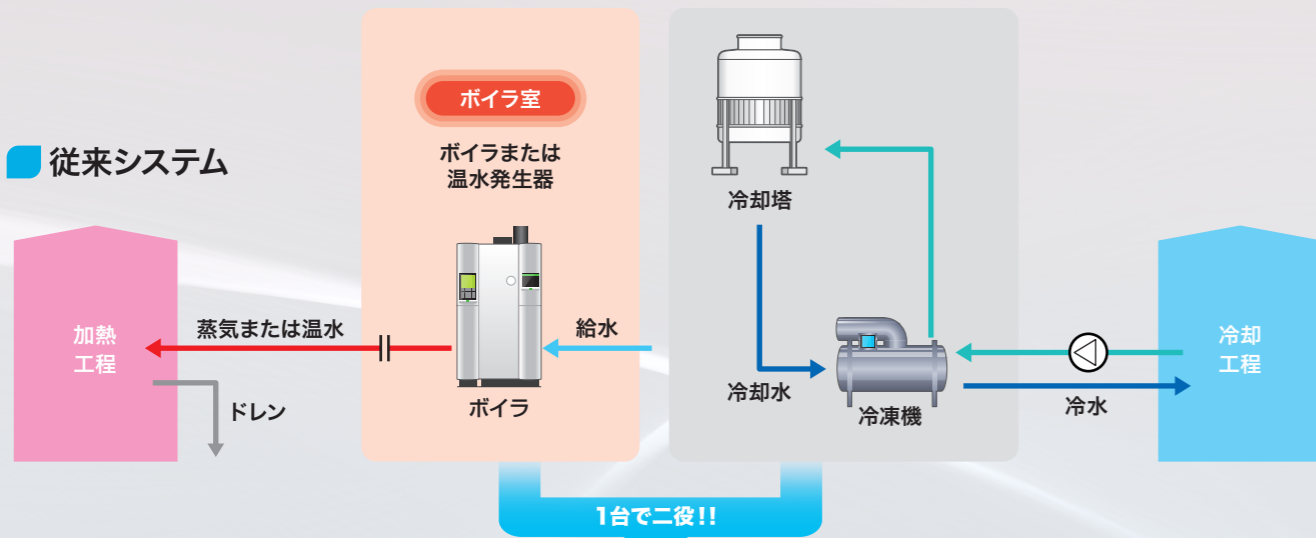 従来システム
ボイラ室
ボイラまたは
温水発生器
加熱
工程
蒸気または温水
ドレン
給水
ボイラ
冷却塔
冷却水
冷凍機
冷水
冷却
工程
1台で二役!!